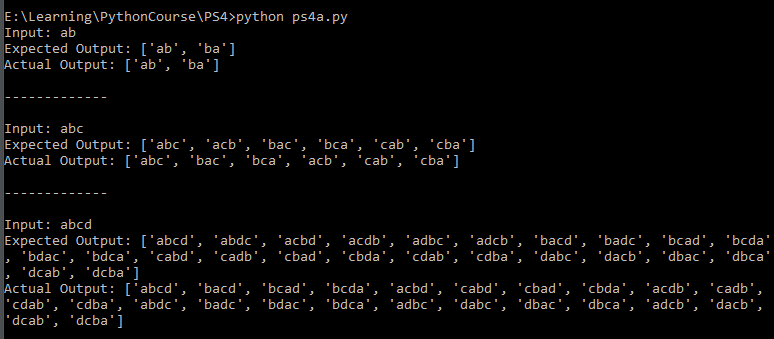 E:\Learning\PythonCourse\PS4>python ps4a.py
Input: ab
Expected Output: ['ab', 'ba']
Actual Output: ['ab', 'ba']
-------------
Input: abc
Expected Output: ['abc', 'acb', 'bac', 'bca', 'cab', 'cba']
Actual Output: ['abc', 'bac', 'bca', 'acb', 'cab', 'cba']
-------------
Input: abcd
Expected Output: ['abcd', 'abdc', 'acbd', 'acdb', 'adbc', 'adcb', 'bacd', 'badc', 'bcad', 'bcda'
, 'bdac', 'bdca', 'cabd', 'cadb', 'cbad', 'cbda', 'cdab', 'cdba', 'dabc', 'dacb', 'dbac', 'dbca'
, 'dcab', 'dcba']
Actual Output: ['abcd', 'bacd', 'bcad', 'bcda', 'acbd', 'cabd', 'cbad', 'cbda', 'acdb', 'cadb',
'cdab', 'cdba', 'abdc', 'badc', 'bdac', 'bdca', 'adbc', 'dabc', 'dbac', 'dbca', 'adcb', 'dacb',
'dcab', 'dcba']